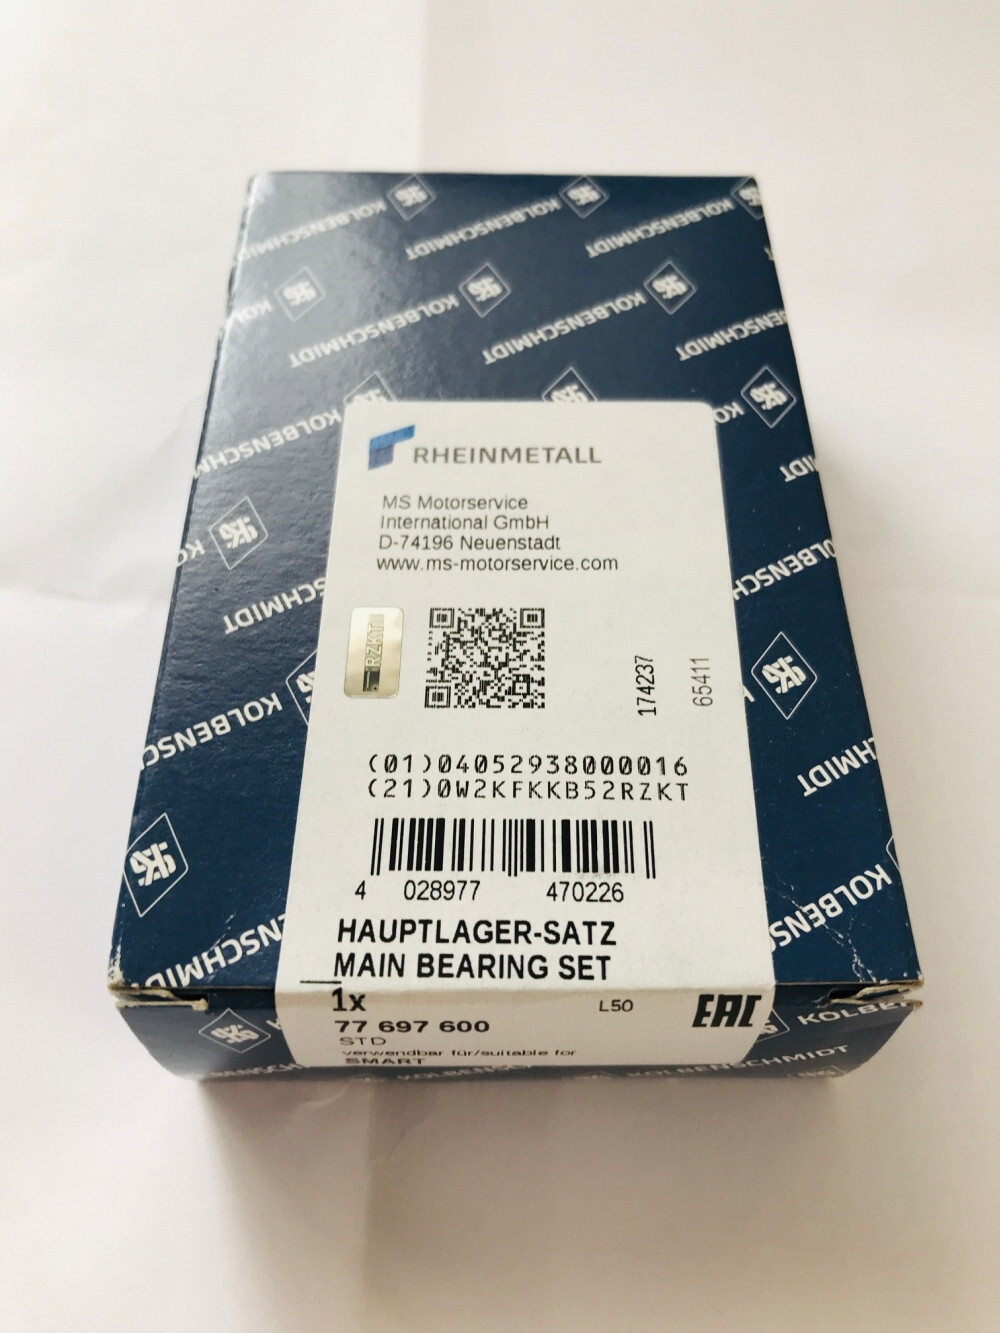 KOLBENSCHMIDT
RHEINMETALL
MS Motorservice
International GmbH
D-74196 Neuenstadt
www.ms-motorservice.com
RZKT
174237
65411
(01)04052938000016
(21)0W2KFKKB52RZKT
4 028977 470226
HAUPTLAGER-SATZ
MAIN BEARING SET
1x
L50
EAC
77 697 600
STD
verwendbar für/suitable for
SMART
KOLBENSCHMIDT